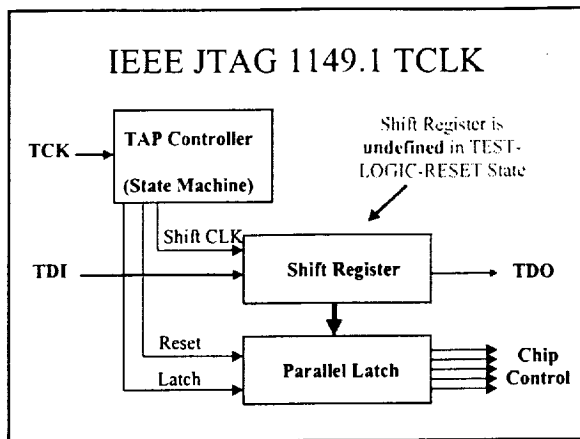 IEEE JTAG 1149.1 TCLK
TAP Controller
(State Machine)
TCK
Shift Register is
undefined in TEST-
LOGIC-RESET State
Shift CLK
TDI
Shift Register
TDO
Reset
Latch
Parallel Latch
Chip
Control